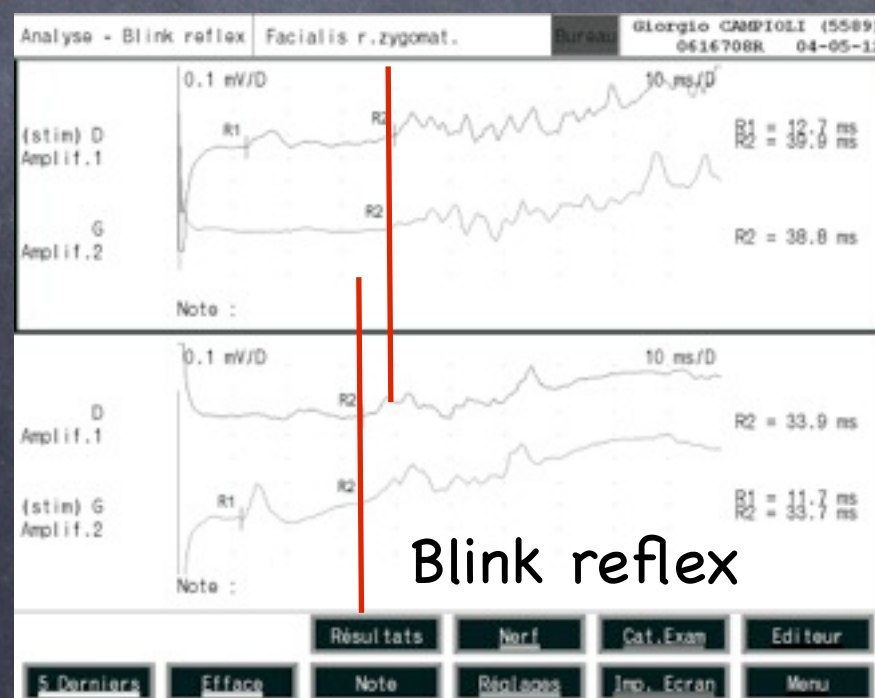 Analyse - Blink reflex Facialis r.zygomat. Bureau Giorgio CAMPIOLI (5589
0616708R 04-05-1
0.1 mV/D 10 ms/D
(stim) D
Amplif.1
R1 R2
R1 = 12.7 ms
R2 = 39.9 ms
G
Amplif.2
R2
R2 = 38.8 ms
Note :
0.1 mV/D 10 ms/D
D
Amplif.1
R2
R2 = 33.9 ms
(stim) G
Amplif.2
R1 R2
R1 = 11.7 ms
R2 = 33.7 ms
Blink reflex
Note :
Résultats Nerf Cat.Exam Editeur
5 Derniers Efface Note Réglages Imp. Ecran Menu